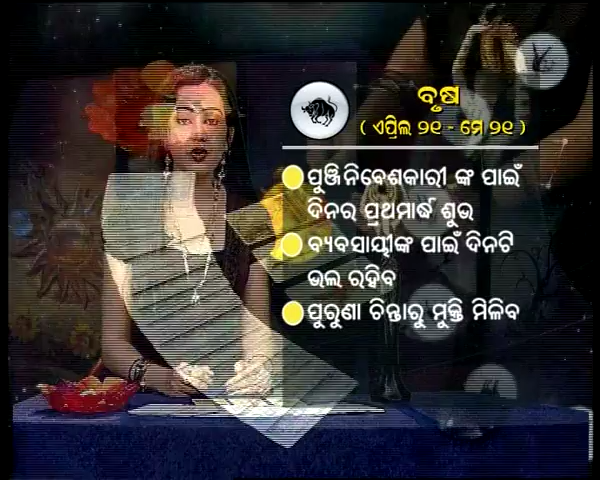 ବୃଷ
( ଏପ୍ରିଲ ୨୧ - ମେ ୨୧ )
ପୁଞ୍ଜିନିବେଶକାରୀ ଙ୍କ ପାଇଁ
ଦିନର ପ୍ରଥମାର୍ଦ୍ଧ ଶୁଭ
ବ୍ୟବସାୟୀଙ୍କ ପାଇଁ ଦିନଟି
ଭଲ ରହିବ
ପୁରୁଣା ଚିନ୍ତାରୁ ମୁକ୍ତି ମିଳିବ